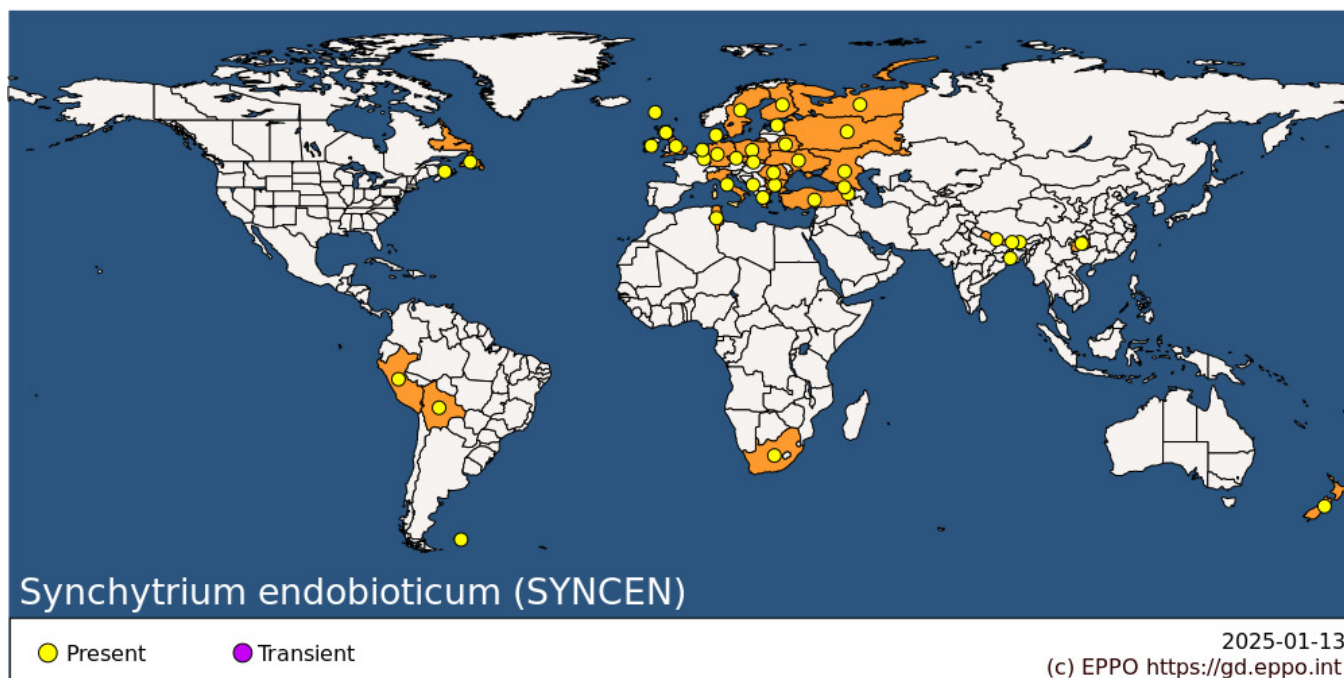 Synchytrium endobioticum (SYNCEN)
Present
Transient
2025-01-13
(c) EPPO https://gd.eppo.int